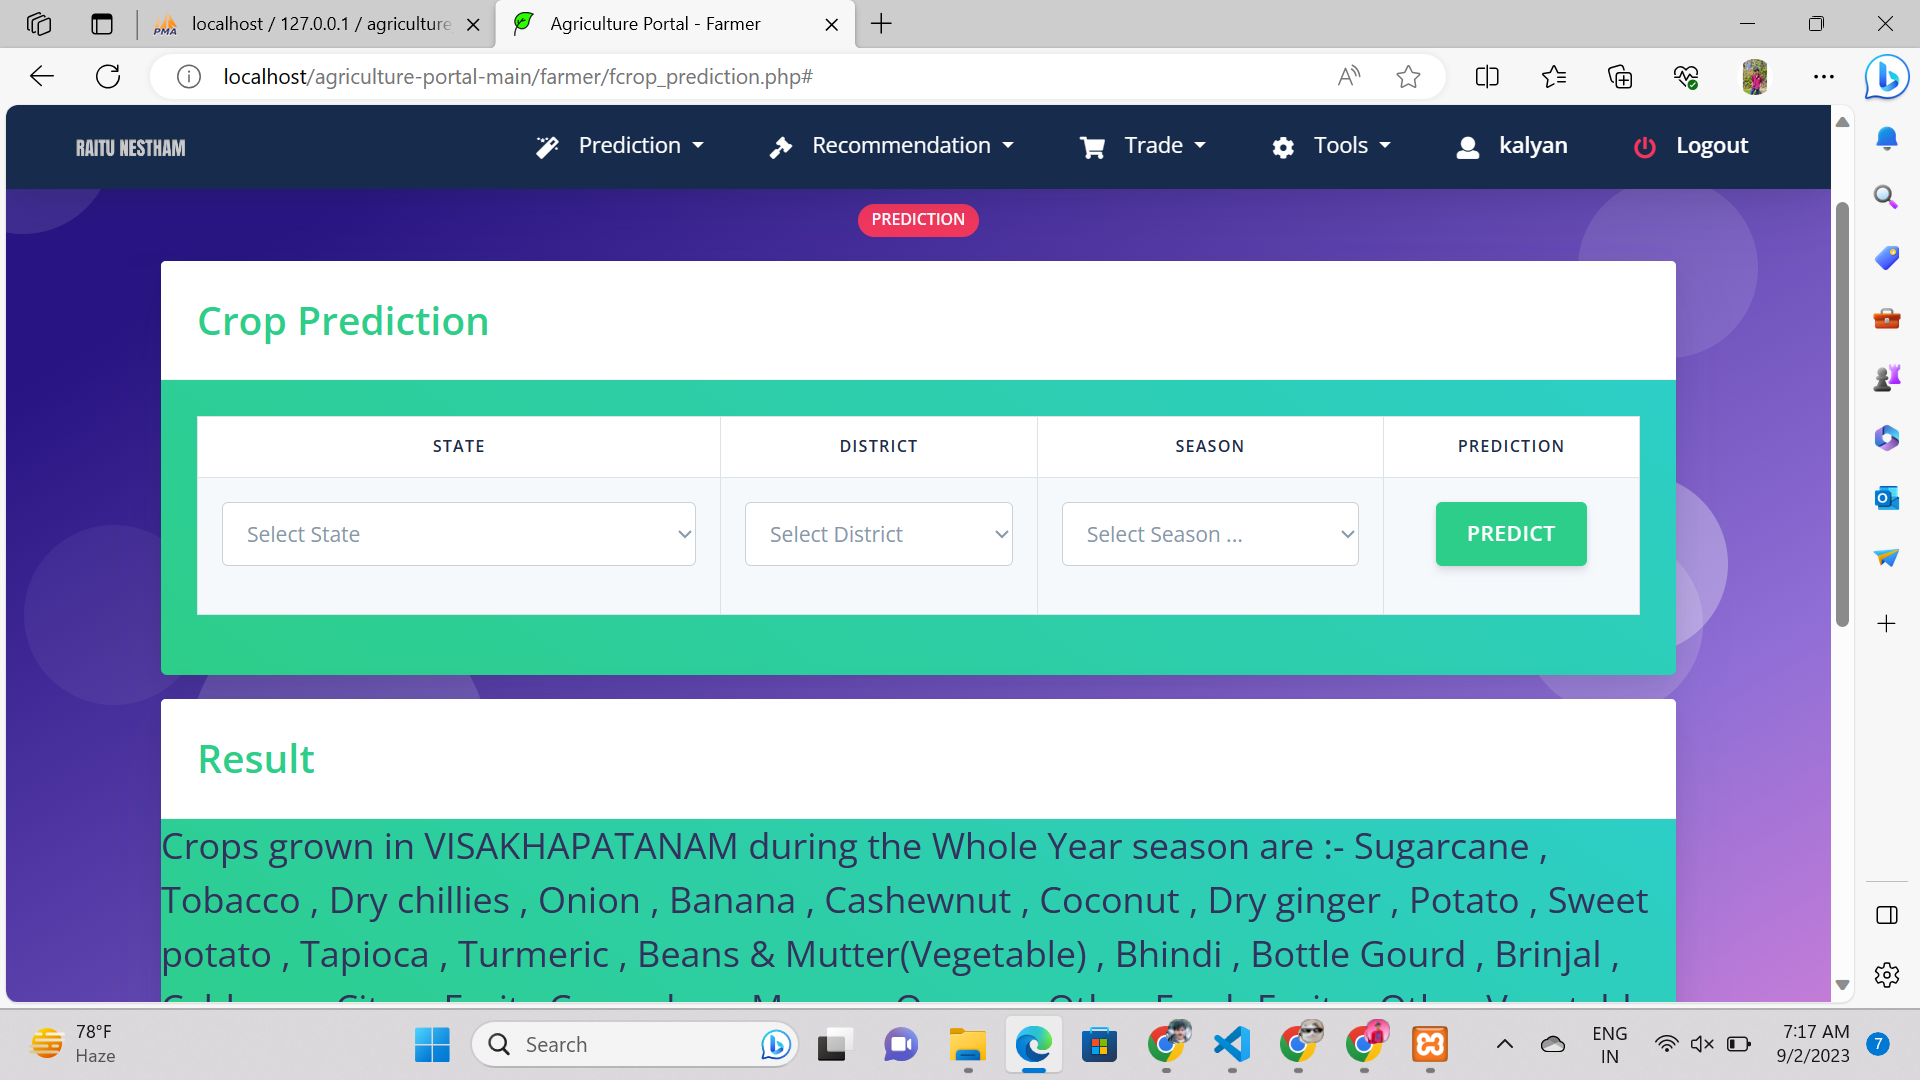 localhost / 127.0.0.1 / agriculture
Agriculture Portal - Farmer
localhost/agriculture-portal-main/farmer/fcrop_prediction.php#
RAITU NESTHAM
Prediction
Recommendation
Trade
Tools
kalyan
Logout
PREDICTION
Crop Prediction
STATE
DISTRICT
SEASON
PREDICTION
Select State
Select District
Select Season ...
PREDICT
Result
Crops grown in VISAKHAPATANAM during the Whole Year season are :- Sugarcane ,
Tobacco , Dry chillies , Onion , Banana , Cashewnut , Coconut , Dry ginger , Potato , Sweet
potato , Tapioca , Turmeric , Beans & Mutter(Vegetable) , Bhindi , Bottle Gourd , Brinjal ,
78°F
Haze
Search
ENG
IN
7:17 AM
9/2/2023
7